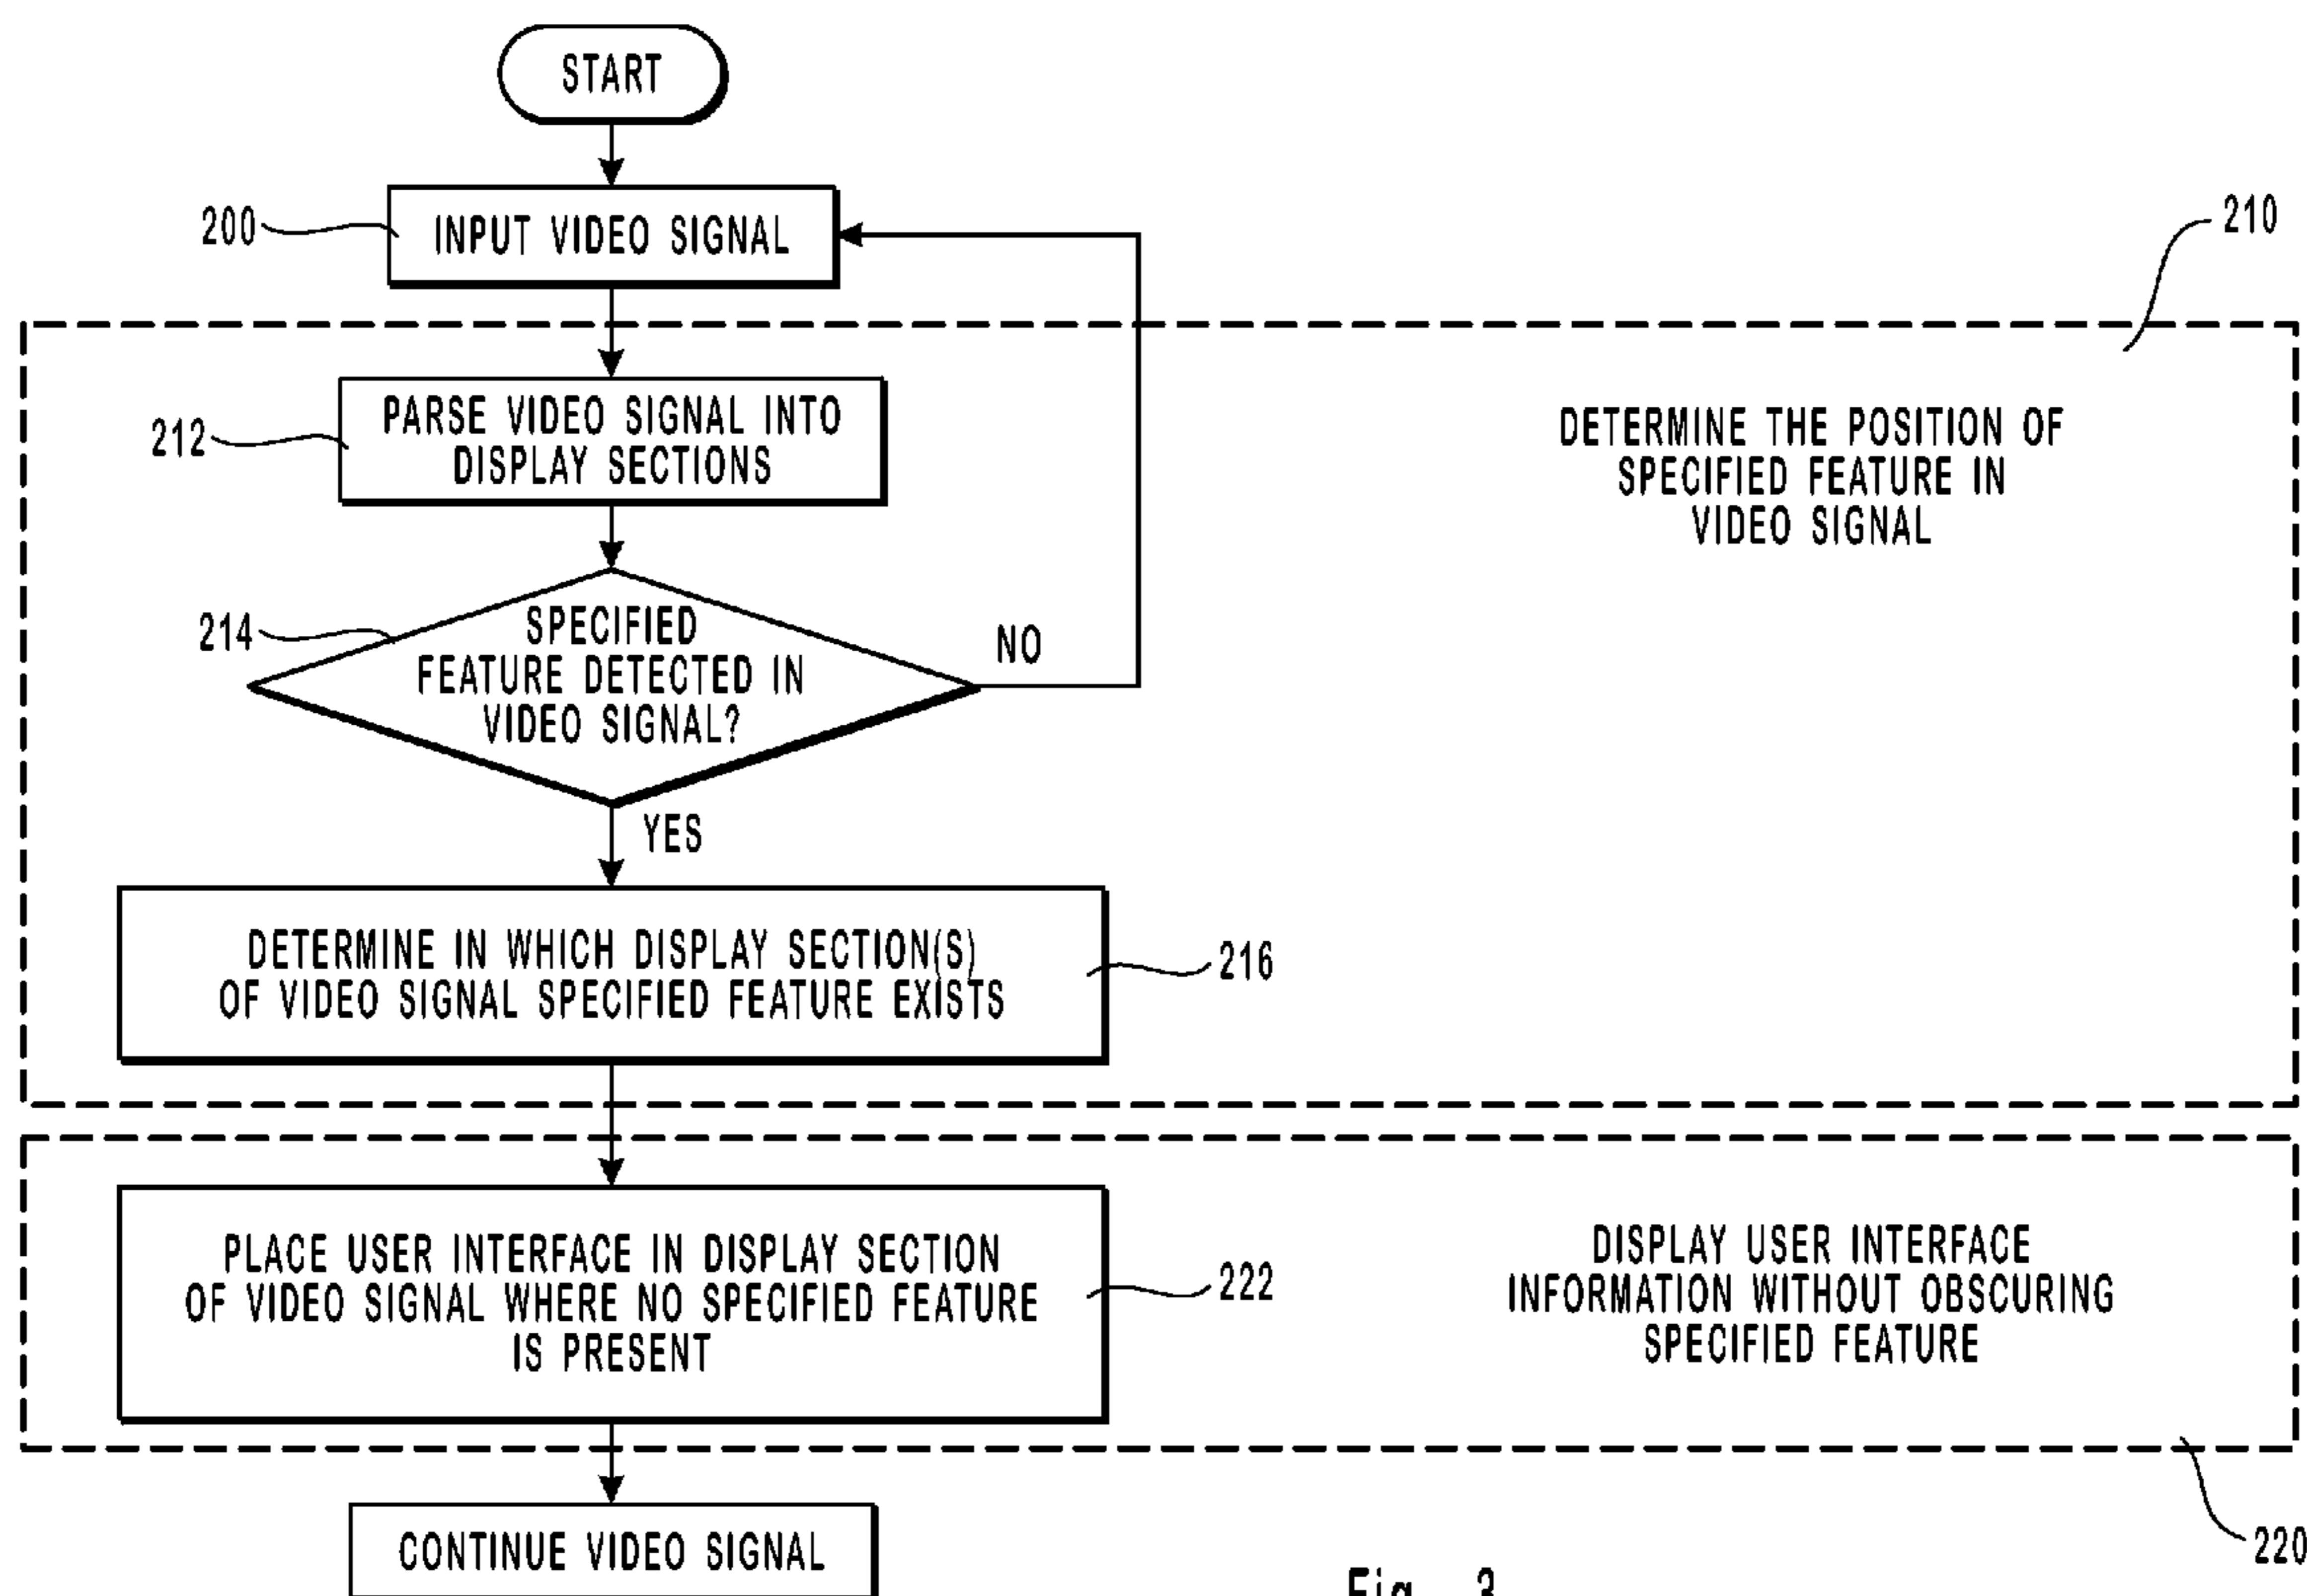 START
200
INPUT VIDEO SIGNAL
210
212
PARSE VIDEO SIGNAL INTO
DISPLAY SECTIONS
DETERMINE THE POSITION OF
SPECIFIED FEATURE IN
VIDEO SIGNAL
214
SPECIFIED
FEATURE DETECTED IN
VIDEO SIGNAL?
NO
YES
DETERMINE IN WHICH DISPLAY SECTION(S)
OF VIDEO SIGNAL SPECIFIED FEATURE EXISTS
216
PLACE USER INTERFACE IN DISPLAY SECTION
OF VIDEO SIGNAL WHERE NO SPECIFIED FEATURE
IS PRESENT
222
DISPLAY USER INTERFACE
INFORMATION WITHOUT OBSCURING
SPECIFIED FEATURE
220
CONTINUE VIDEO SIGNAL
Fig. 3